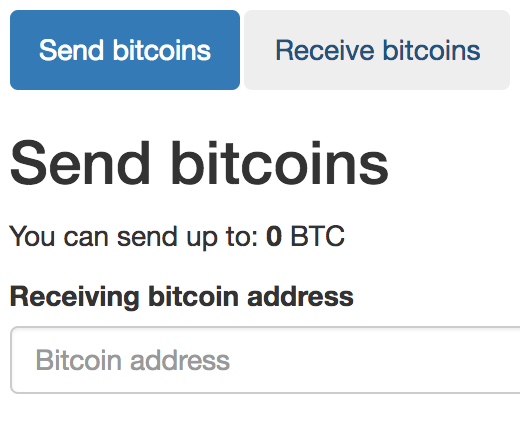 Send bitcoins Receive bitcoins
Send bitcoins
You can send up to: 0 BTC
Receiving bitcoin address
Bitcoin address